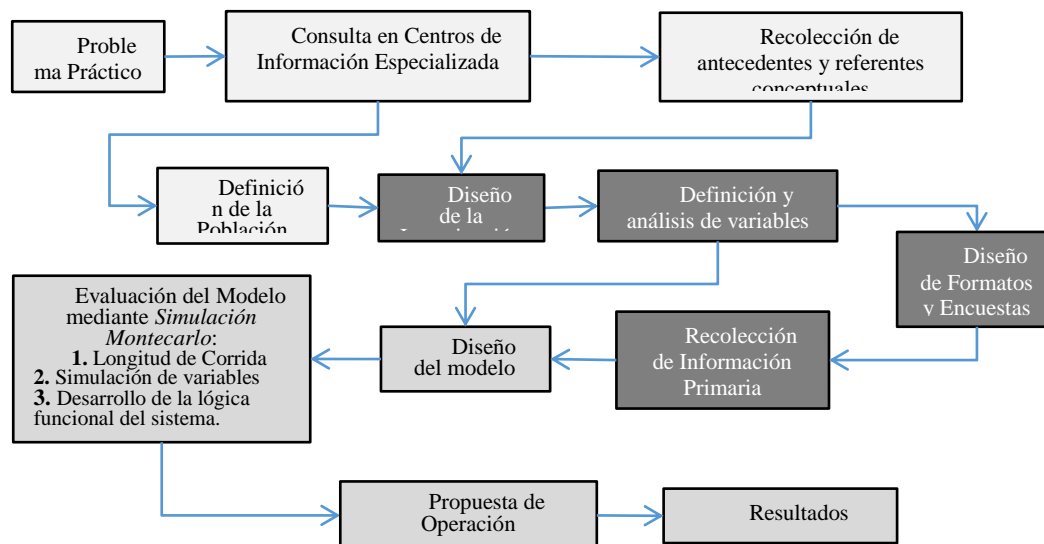 Proble
ma Práctico
Consulta en Centros de
Información Especializada
Recolección de
antecedentes y referentes
conceptuales
Definició
n de la
Población
Diseño
de la
Definición y
análisis de variables
Diseño
de Formatos
y Encuestas
Evaluación del Modelo
mediante Simulación
Montecarlo:
1. Longitud de Corrida
2. Simulación de variables
3. Desarrollo de la lógica
funcional del sistema.
Diseño
del modelo
Recolección
de Información
Primaria
Propuesta de
Operación
Resultados